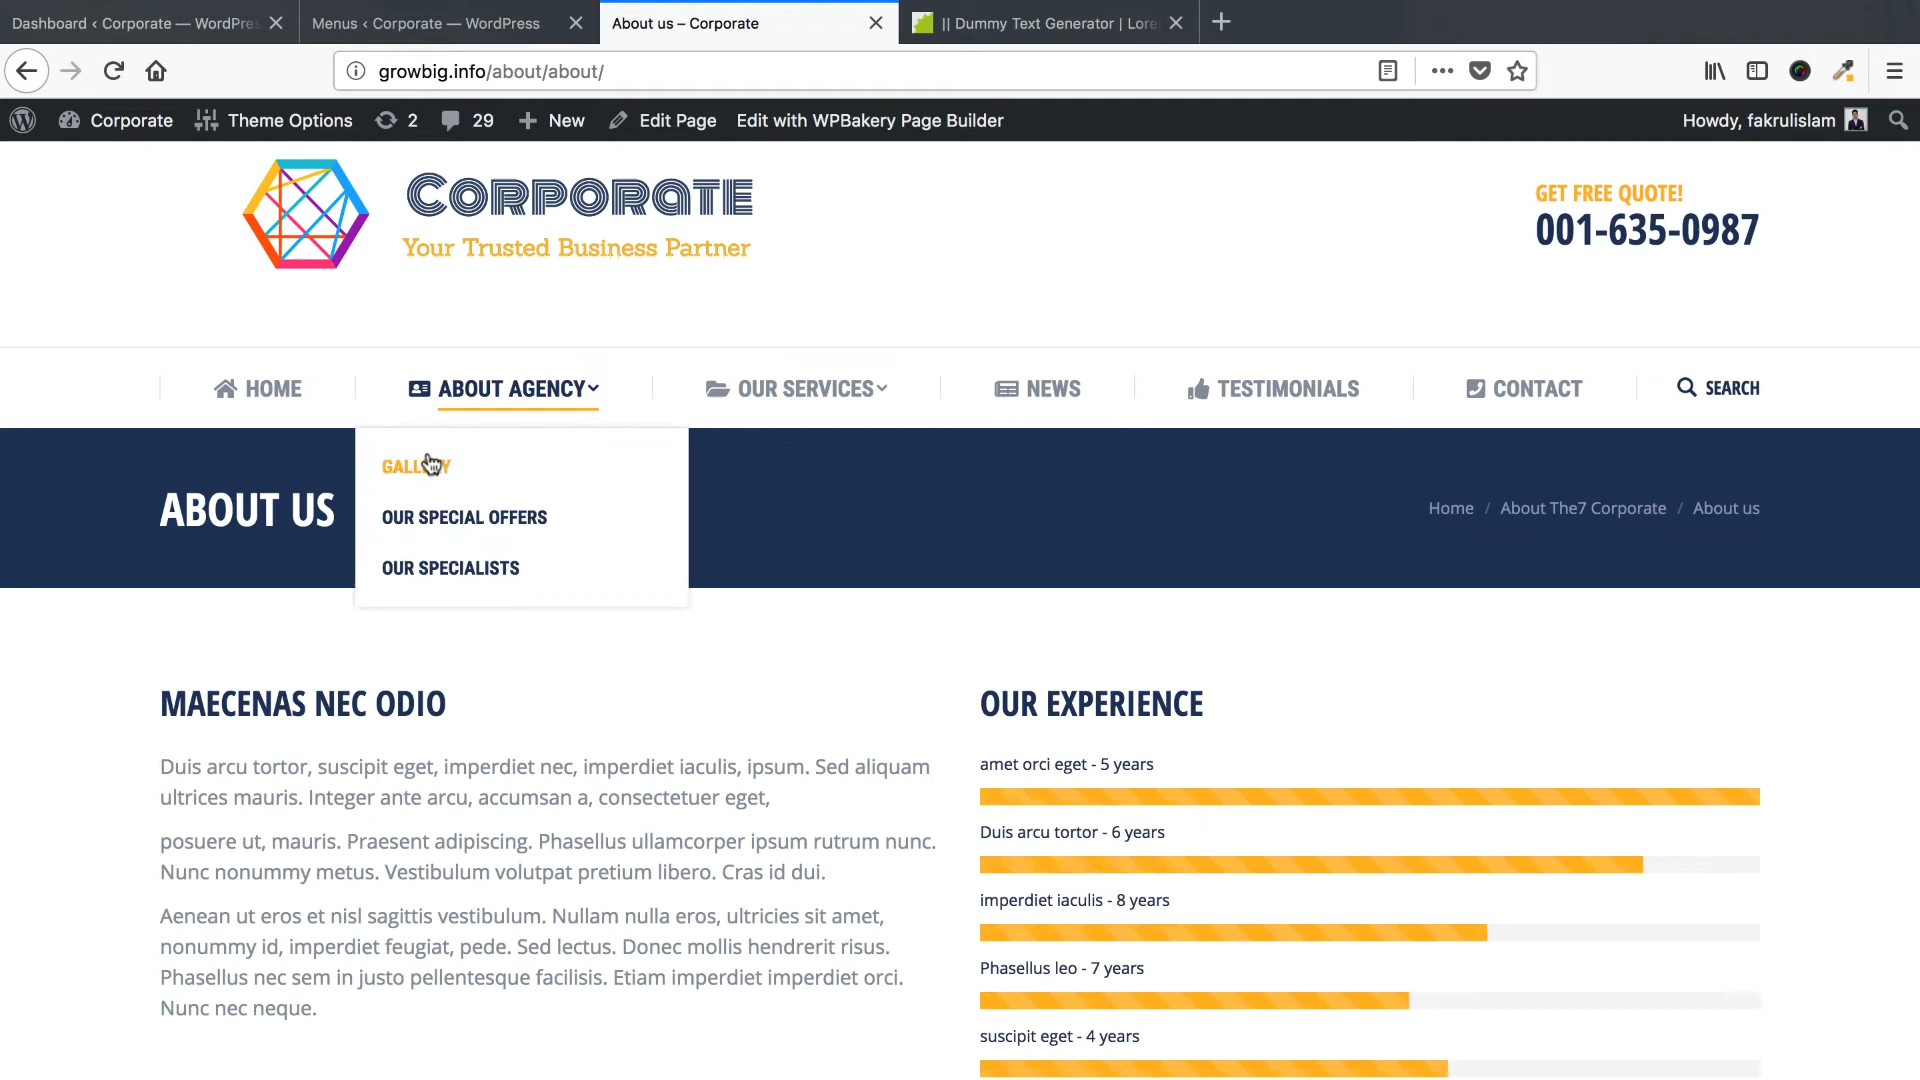 Dashboard ‹ Corporate — WordPres
Menus ‹ Corporate — WordPress
About us – Corporate
|| Dummy Text Generator | Lore
growbig.info/about/about/
Corporate
Theme Options
2
29
New
Edit Page
Edit with WPBakery Page Builder
Howdy, fakrulislam
CORPORATE
Your Trusted Business Partner
GET FREE QUOTE!
001-635-0987
HOME
ABOUT AGENCY
OUR SERVICES
NEWS
TESTIMONIALS
CONTACT
SEARCH
GALLERY
OUR SPECIAL OFFERS
OUR SPECIALISTS
ABOUT US
Home / About The7 Corporate / About us
MAECENAS NEC ODIO
Duis arcu tortor, suscipit eget, imperdiet nec, imperdiet iaculis, ipsum. Sed aliquam
ultrices mauris. Integer ante arcu, accumsan a, consectetuer eget,
posuere ut, mauris. Praesent adipiscing. Phasellus ullamcorper ipsum rutrum nunc.
Nunc nonummy metus. Vestibulum volutpat pretium libero. Cras id dui.
Aenean ut eros et nisl sagittis vestibulum. Nullam nulla eros, ultricies sit amet,
nonummy id, imperdiet feugiat, pede. Sed lectus. Donec mollis hendrerit risus.
Phasellus nec sem in justo pellentesque facilisis. Etiam imperdiet imperdiet orci.
Nunc nec neque.
OUR EXPERIENCE
amet orci eget - 5 years
Duis arcu tortor - 6 years
imperdiet iaculis - 8 years
Phasellus leo - 7 years
suscipit eget - 4 years